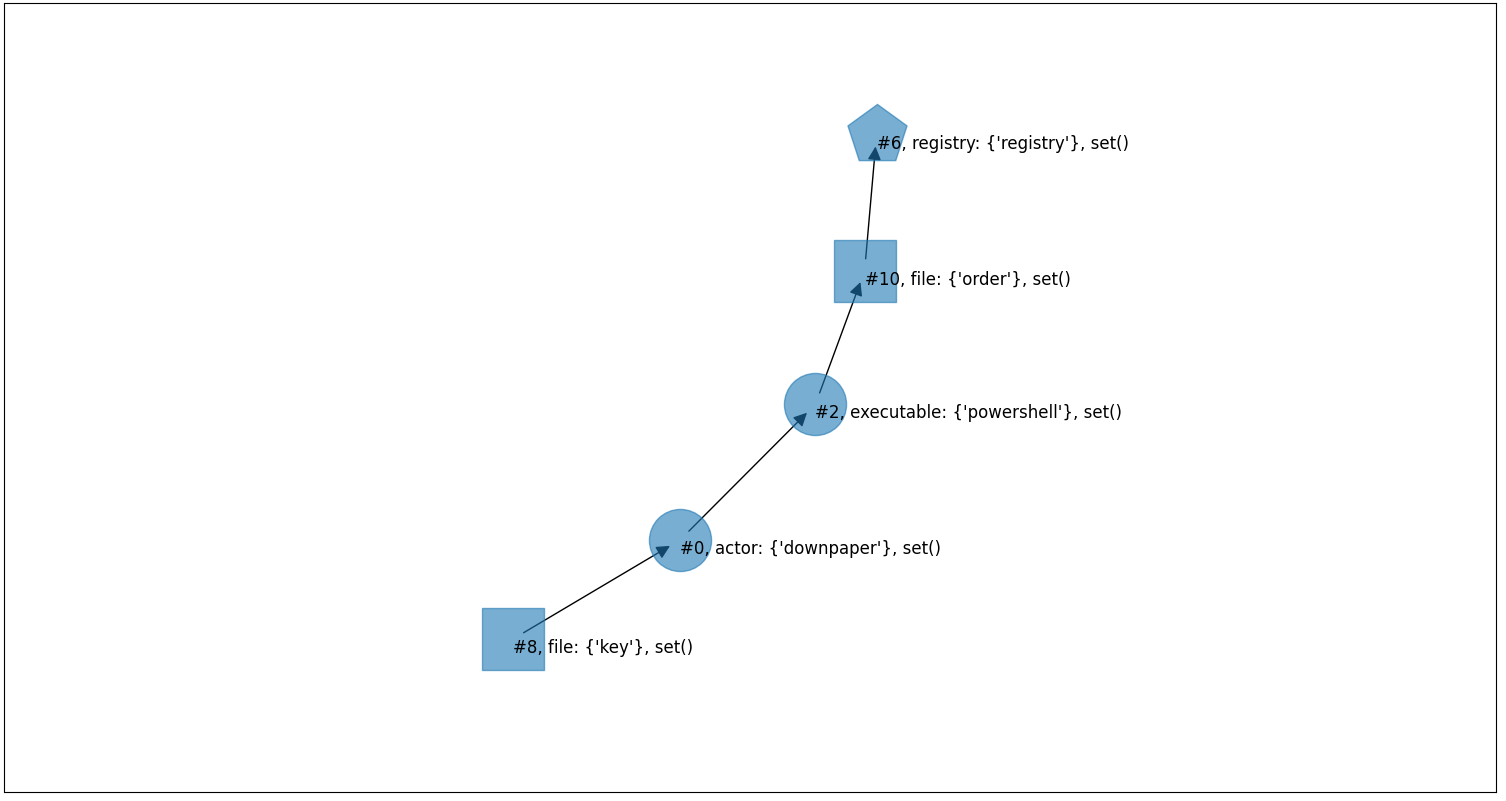 #6, registry: {'registry'}, set()
#10, file: {'order'}, set()
#2, executable: {'powershell'}, set()
#0, actor: {'downpaper'}, set()
#8, file: {'key'}, set()